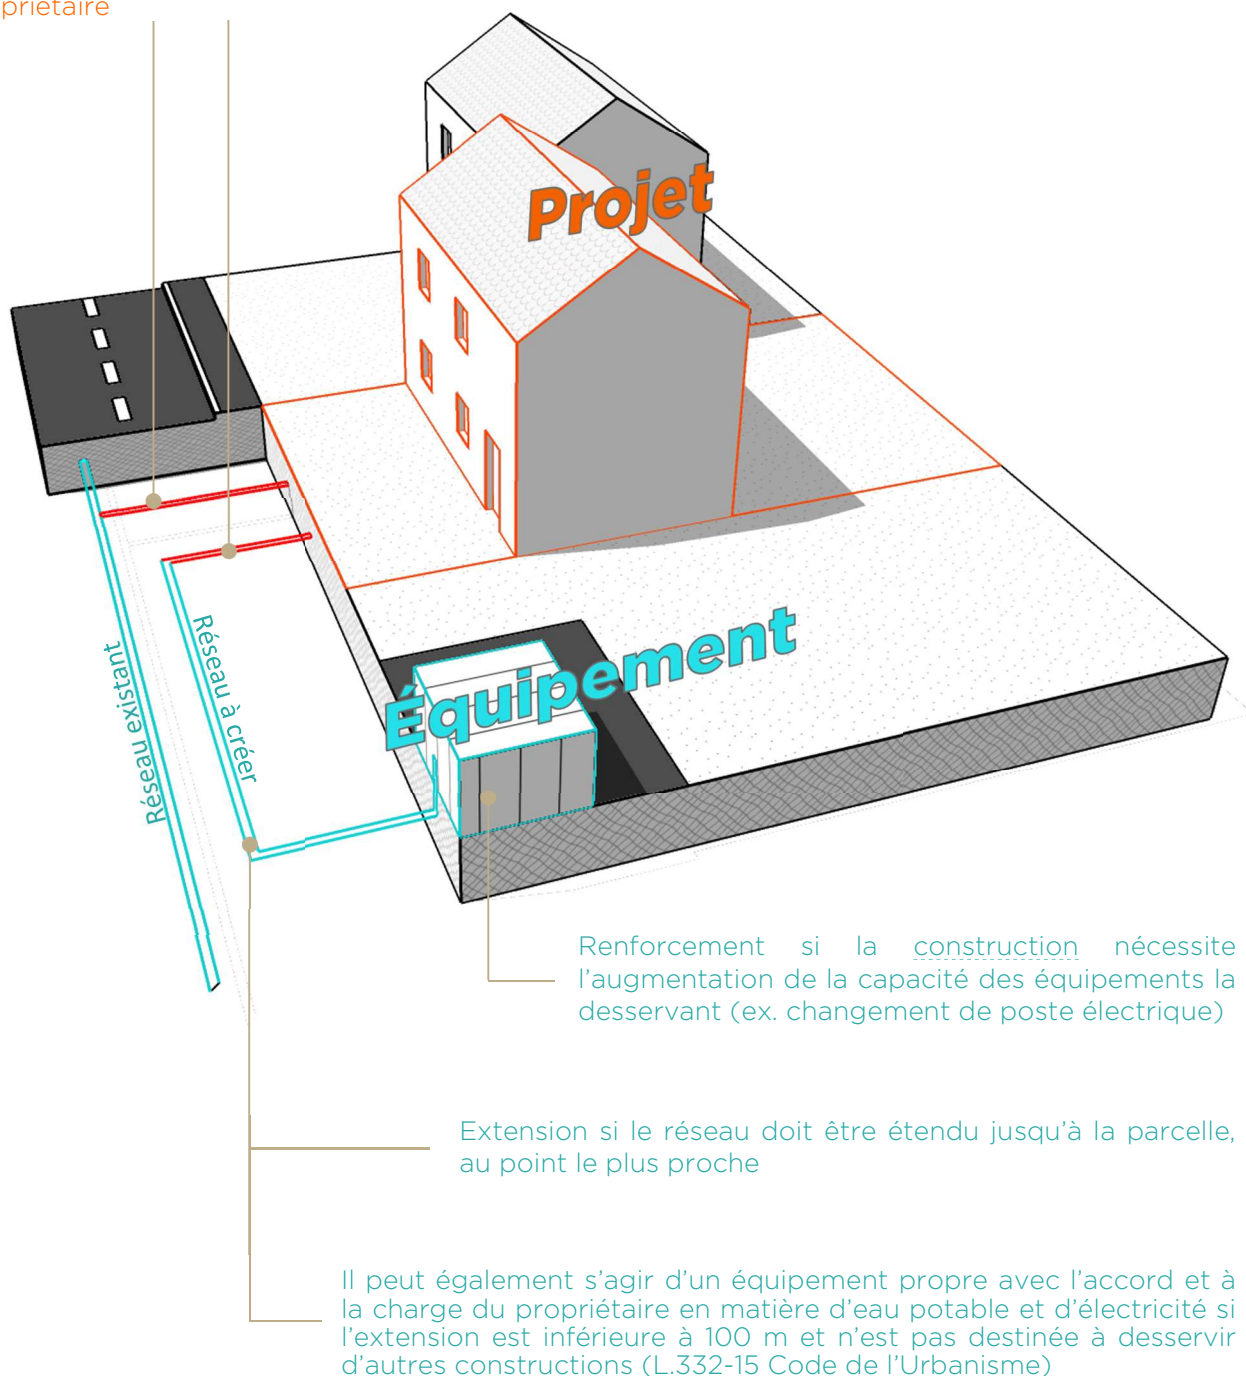 priétaire
Projet
Équipement
Réseau existant
Réseau à créer
Renforcement si la construction nécessite
l'augmentation de la capacité des équipements la
desservant (ex. changement de poste électrique)
Extension si le réseau doit être étendu jusqu'à la parcelle,
au point le plus proche
Il peut également s'agir d'un équipement propre avec l'accord et à
la charge du propriétaire en matière d'eau potable et d'électricité si
l'extension est inférieure à 100 m et n'est pas destinée à desservir
d'autres constructions (L.332-15 Code de l'Urbanisme)